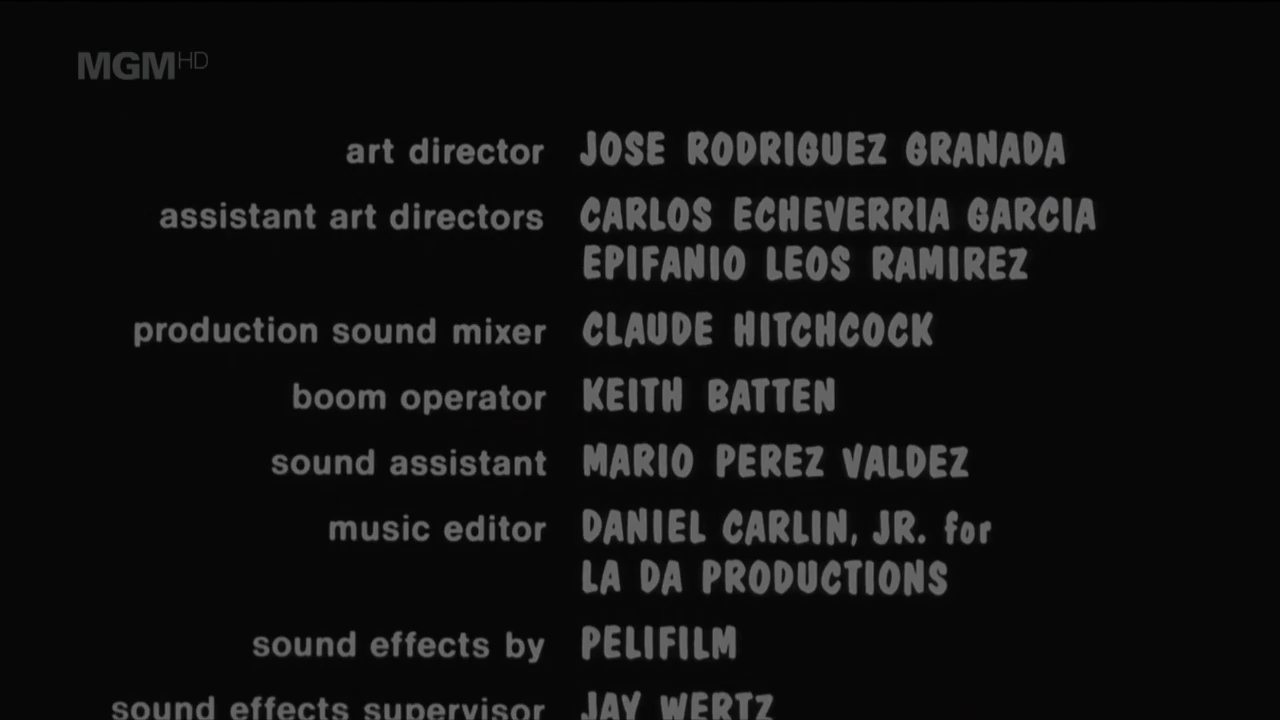 MGM HD
art director JOSE RODRIGUEZ GRANADA
assistant art directors CARLOS ECHEVERRIA GARCIA
EPIFANIO LEOS RAMIREZ
production sound mixer CLAUDE HITCHCOCK
boom operator KEITH BATTEN
sound assistant MARIO PEREZ VALDEZ
music editor DANIEL CARLIN, JR. for
LA DA PRODUCTIONS
sound effects by PELIFILM
sound effects supervisor JAY WERTZ